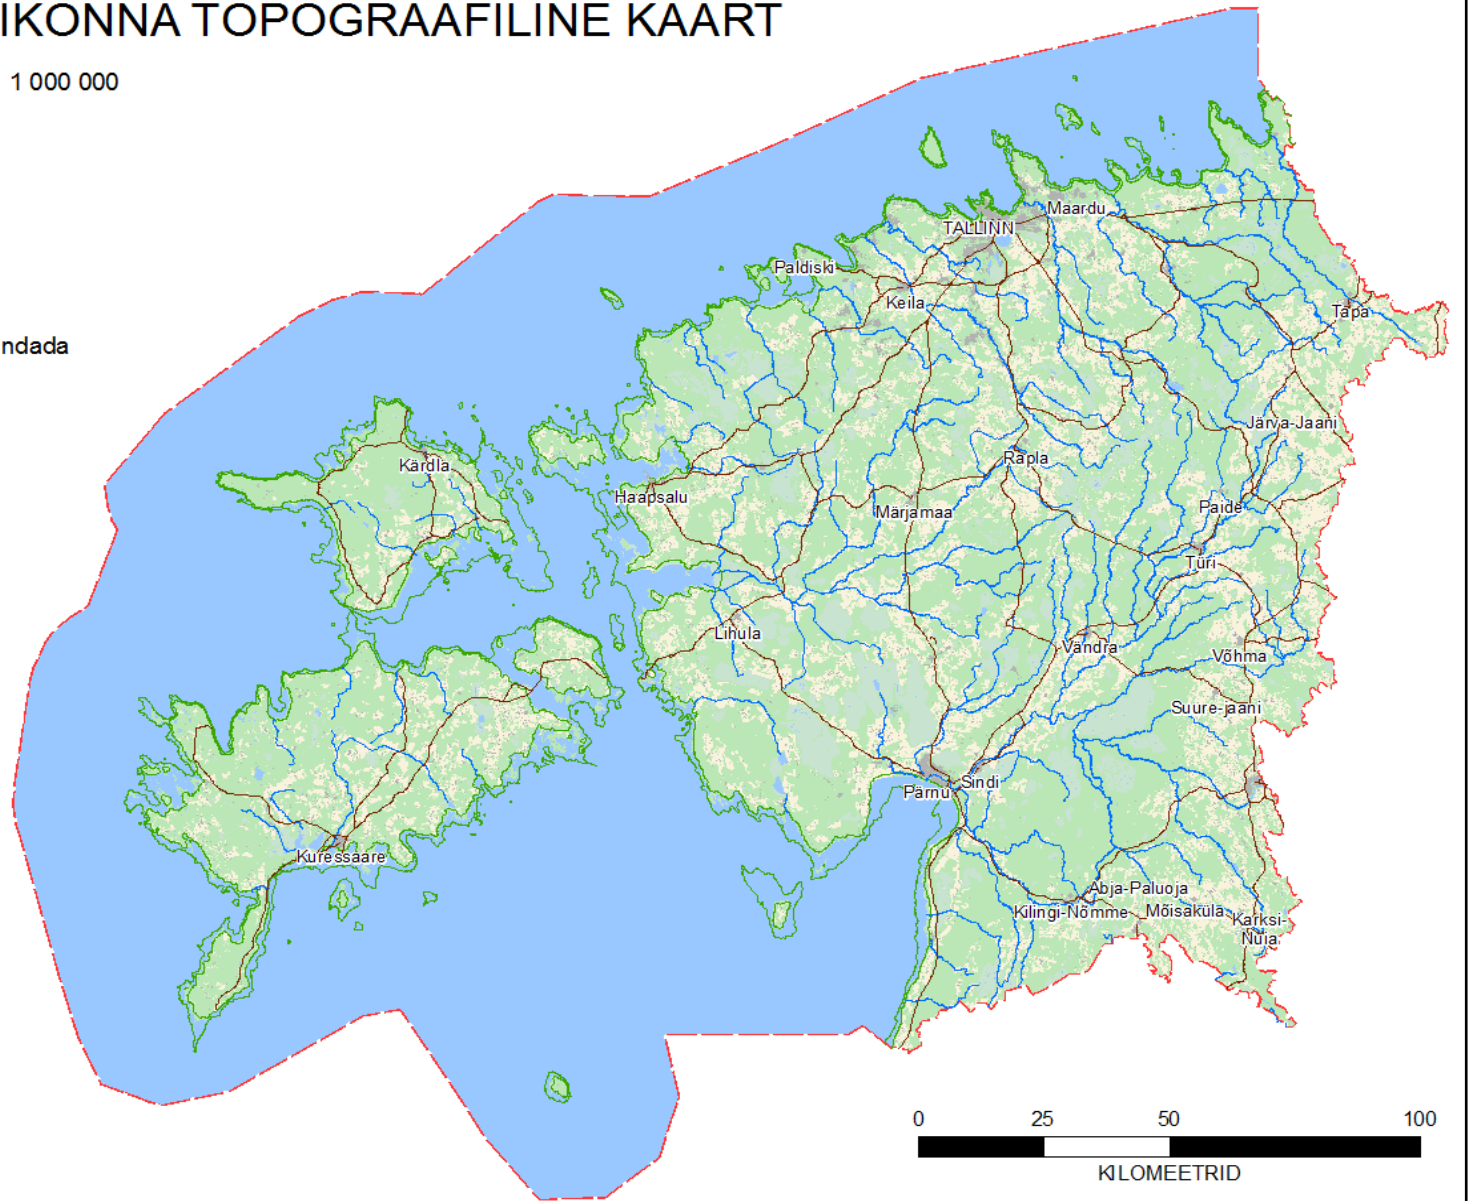 IKONNA TOPOGRAAFILINE KAART
1 000 000
Maardu
TALLINN
Paldiski
Keila
Tapa
ndada
Järva-Jaani
Kärdla
Rapla
Haapsalu
Märjamaa
Paide
Türi
Lihula
Vändra
Võhma
Suure-jaani
Sindi
Pärnu
Kuressaare
Abja-Paluoja
Kilingi-Nõmme
Mõisaküla
Karksi-
Nuia
0 25 50 100
KILOMEETRID